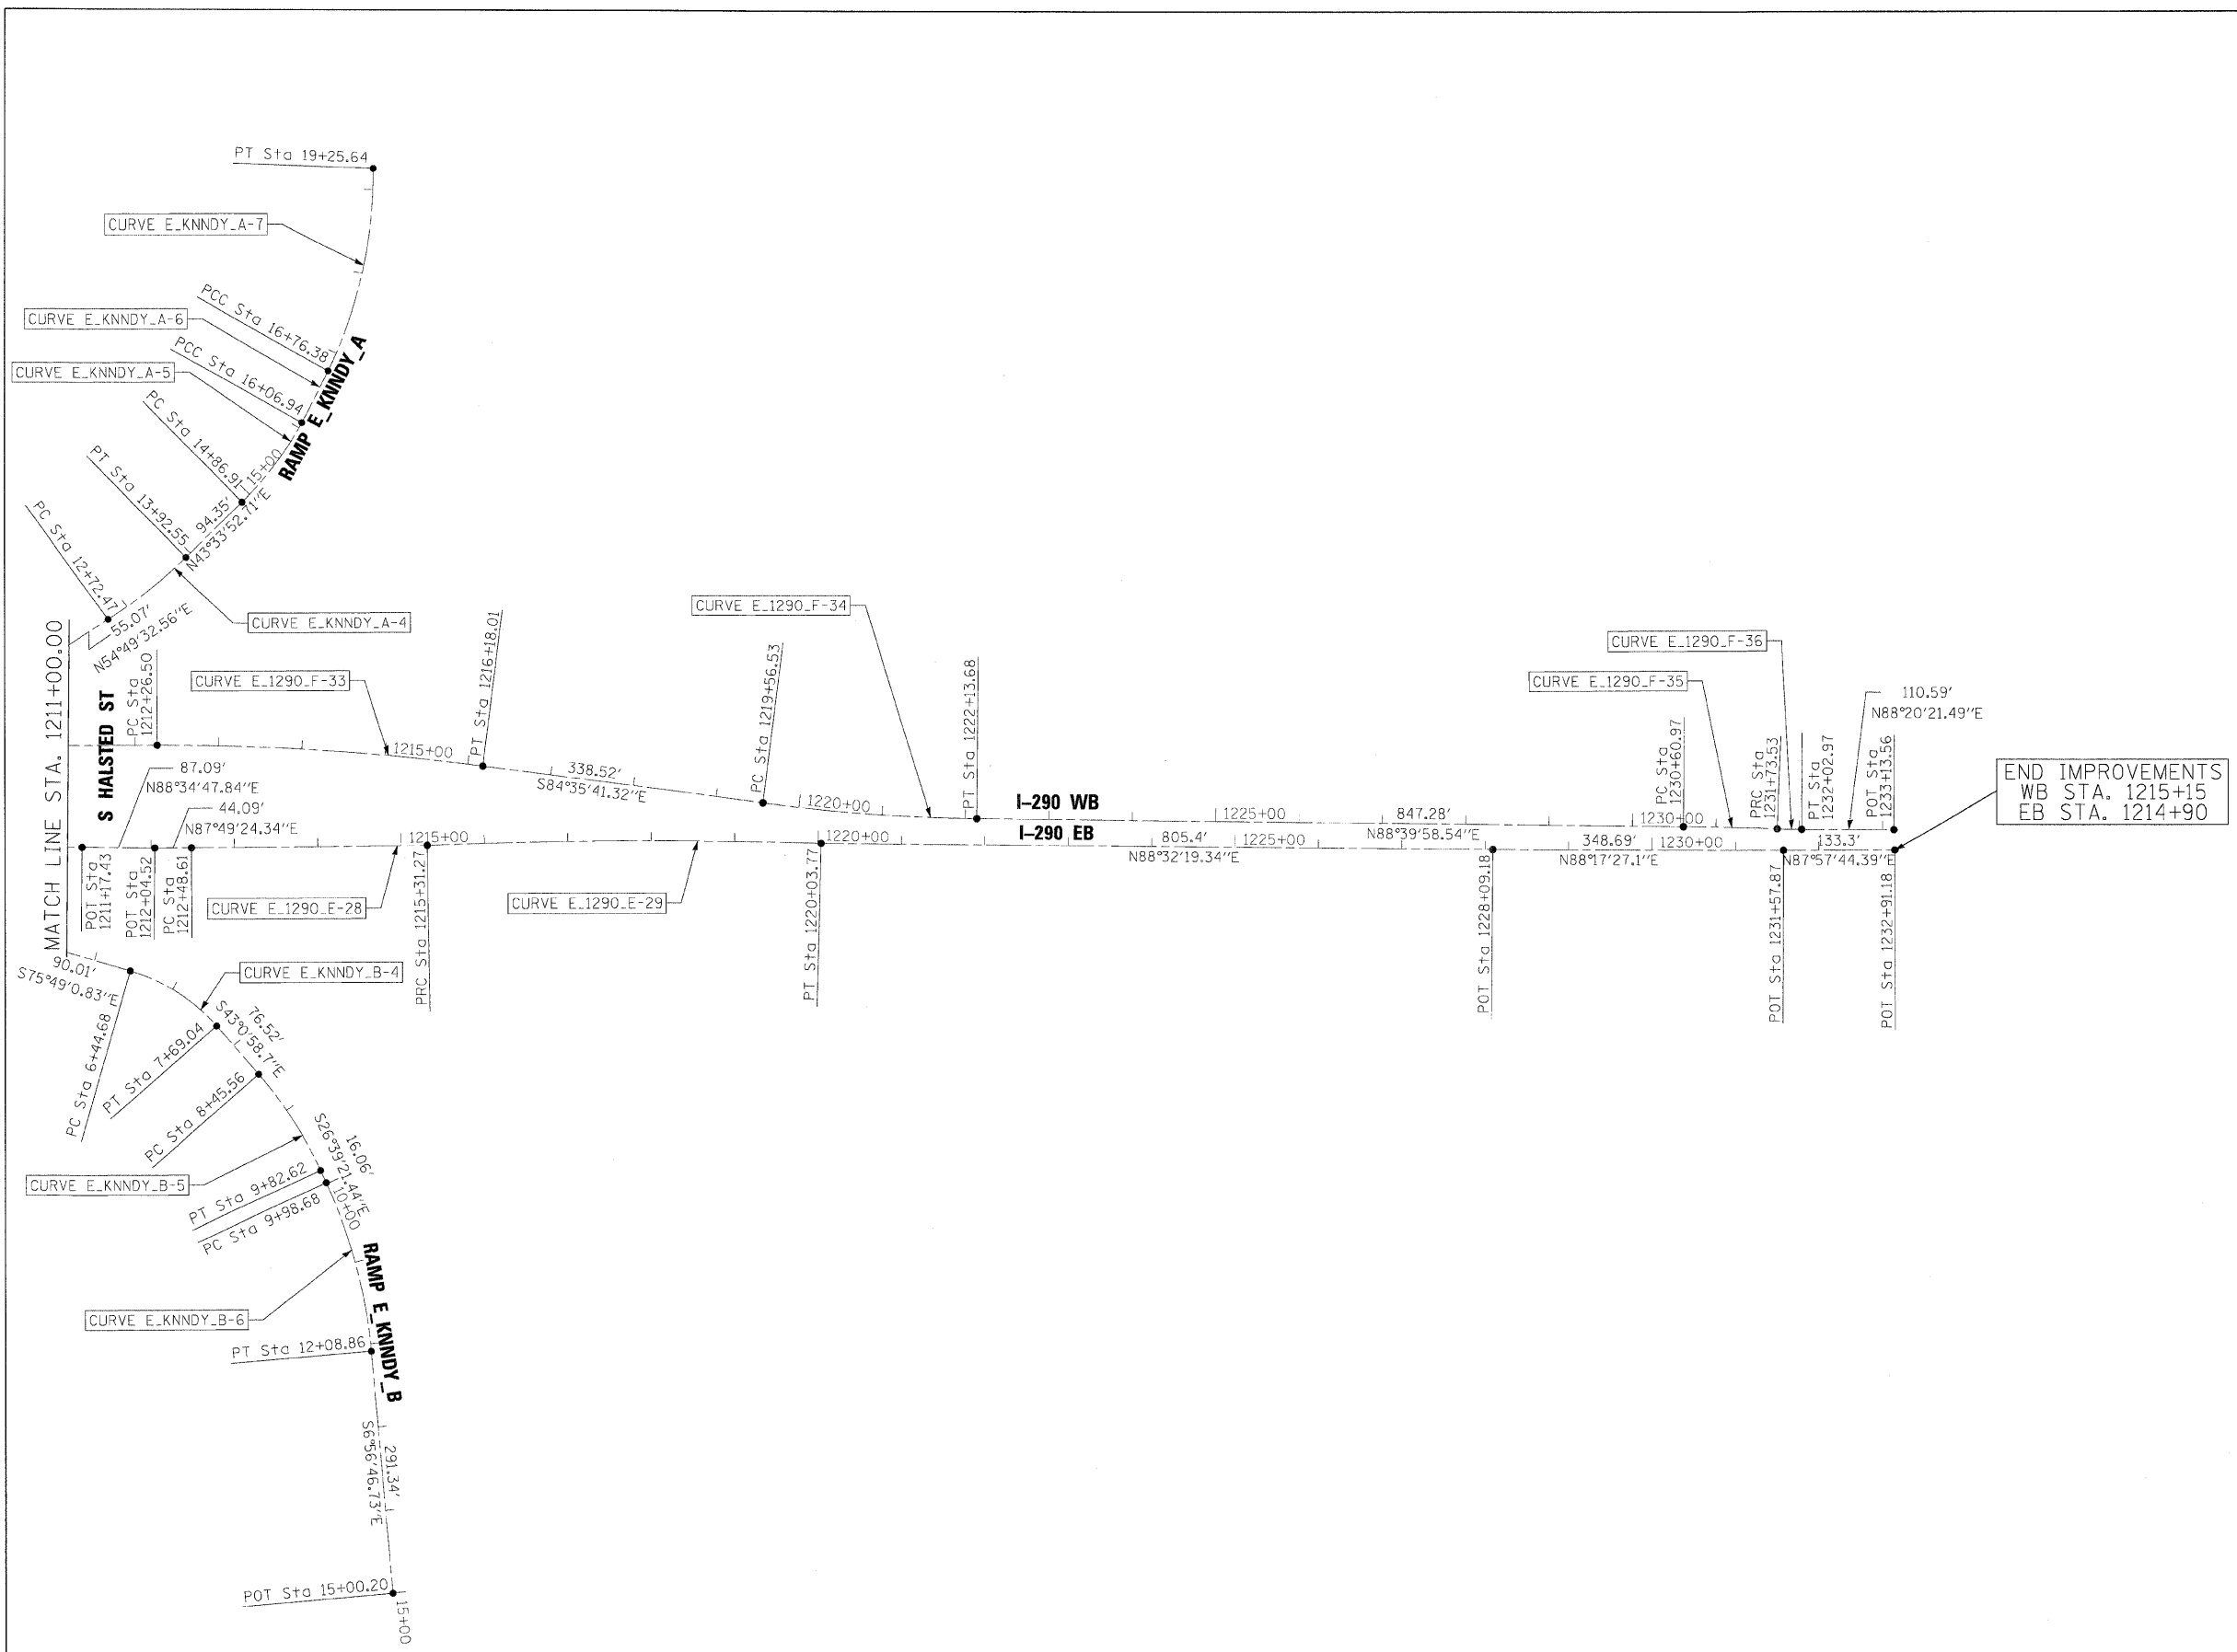 PT Sta 19+25.64
CURVE E_KNNDY_A-7
PCC Sta 16+76.38
CURVE E_KNNDY_A-6
PCC Sta 16+06.94
CURVE E_KNNDY_A-5
RAMP E_KNNDY_A
PC Sta 14+86.91
15+00
PT Sta 13+92.55
94.35'
N43°33'52.71"E
PC Sta 12+72.47
55.07'
N54°49'32.56"E
CURVE E_KNNDY_A-4
MATCH LINE STA. 1211+00.00
S HALSTED ST
PC Sta
1212+26.50
CURVE E_1290_F-33
1215+00
PT Sta 1216+18.01
338.52'
S84°35'41.32"E
PC Sta 1219+56.53
CURVE E_1290_F-34
1220+00
PT Sta 1222+13.68
I-290 WB
1225+00
847.28'
N88°39'58.54"E
1230+00
PC Sta
1230+60.97
CURVE E_1290_F-35
CURVE E_1290_F-36
PRC Sta
1231+73.53
PT Sta
1232+02.97
110.59'
N88°20'21.49"E
POT Sta
1233+13.56
END IMPROVEMENTS
WB STA. 1215+15
EB STA. 1214+90
87.09'
N88°34'47.84"E
44.09'
N87°49'24.34"E
POT Sta
1211+17.43
POT Sta
1212+04.52
PC Sta
1212+48.61
CURVE E_1290_E-28
1215+00
PRC Sta 1215+31.27
CURVE E_1290_E-29
1220+00
PT Sta 1220+03.77
I-290 EB
805.4'
N88°32'19.34"E
1225+00
POT Sta 1228+09.18
348.69'
N88°17'27.1"E
1230+00
POT Sta 1231+57.87
133.3'
N87°57'44.39"E
POT Sta 1232+91.18
90.01'
S75°49'0.83"E
PC Sta 6+44.68
CURVE E_KNNDY_B-4
PT Sta 7+69.04
76.52'
S43°0'58.7"E
PC Sta 8+45.56
CURVE E_KNNDY_B-5
PT Sta 9+82.62
16.06'
S26°39'21.44"E
PC Sta 9+98.68
10+00
RAMP E_KNNDY_B
CURVE E_KNNDY_B-6
PT Sta 12+08.86
291.34'
S6°56'46.73"E
POT Sta 15+00.20
15+00